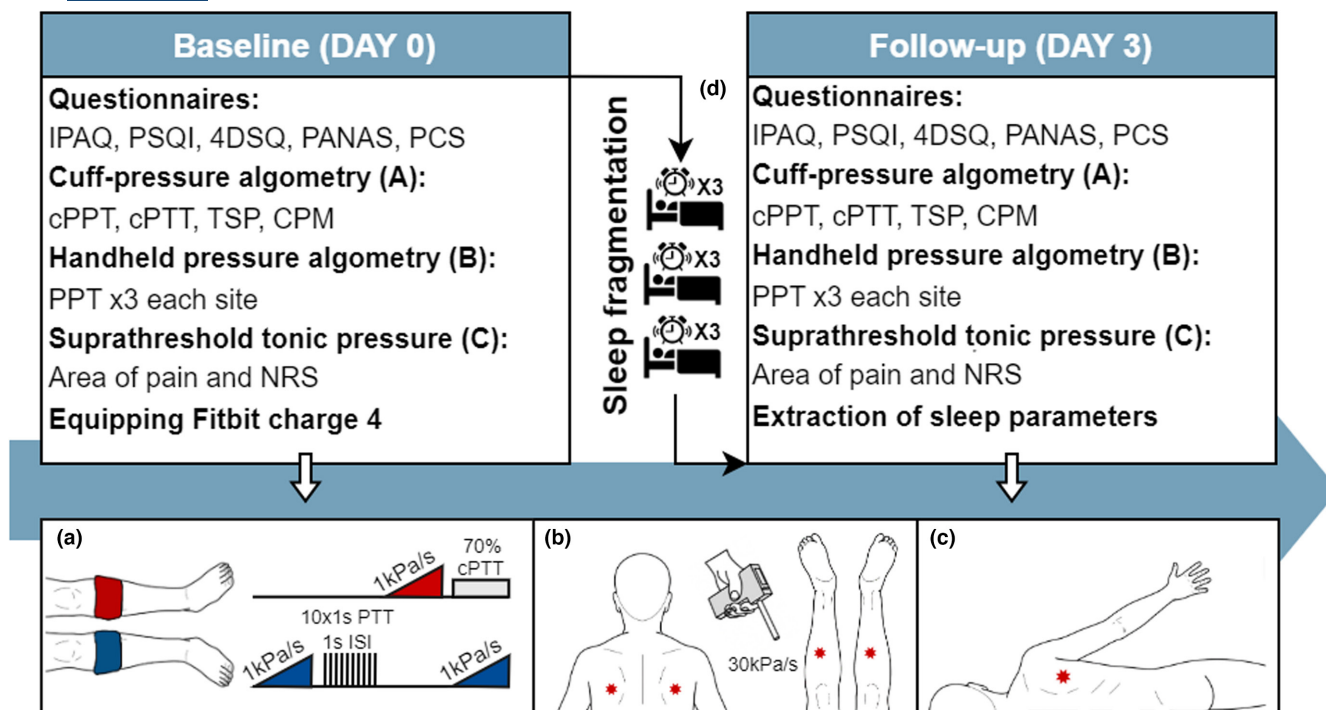 Baseline (DAY 0)
Questionnaires:
IPAQ, PSQI, 4DSQ, PANAS, PCS
Cuff-pressure algometry (A):
cPPT, cPTT, TSP, CPM
Handheld pressure algometry (B):
PPT x3 each site
Suprathreshold tonic pressure (C):
Area of pain and NRS
Equipping Fitbit charge 4
(d)
Sleep fragmentation
X3
X3
X3
Follow-up (DAY 3)
Questionnaires:
IPAQ, PSQI, 4DSQ, PANAS, PCS
Cuff-pressure algometry (A):
cPPT, cPTT, TSP, CPM
Handheld pressure algometry (B):
PPT x3 each site
Suprathreshold tonic pressure (C):
Area of pain and NRS
Extraction of sleep parameters
(a)
1kPa/s
70%
cPTT
10x1s PTT
1s ISI
1kPa/s
1kPa/s
(b)
30kPa/s
(c)